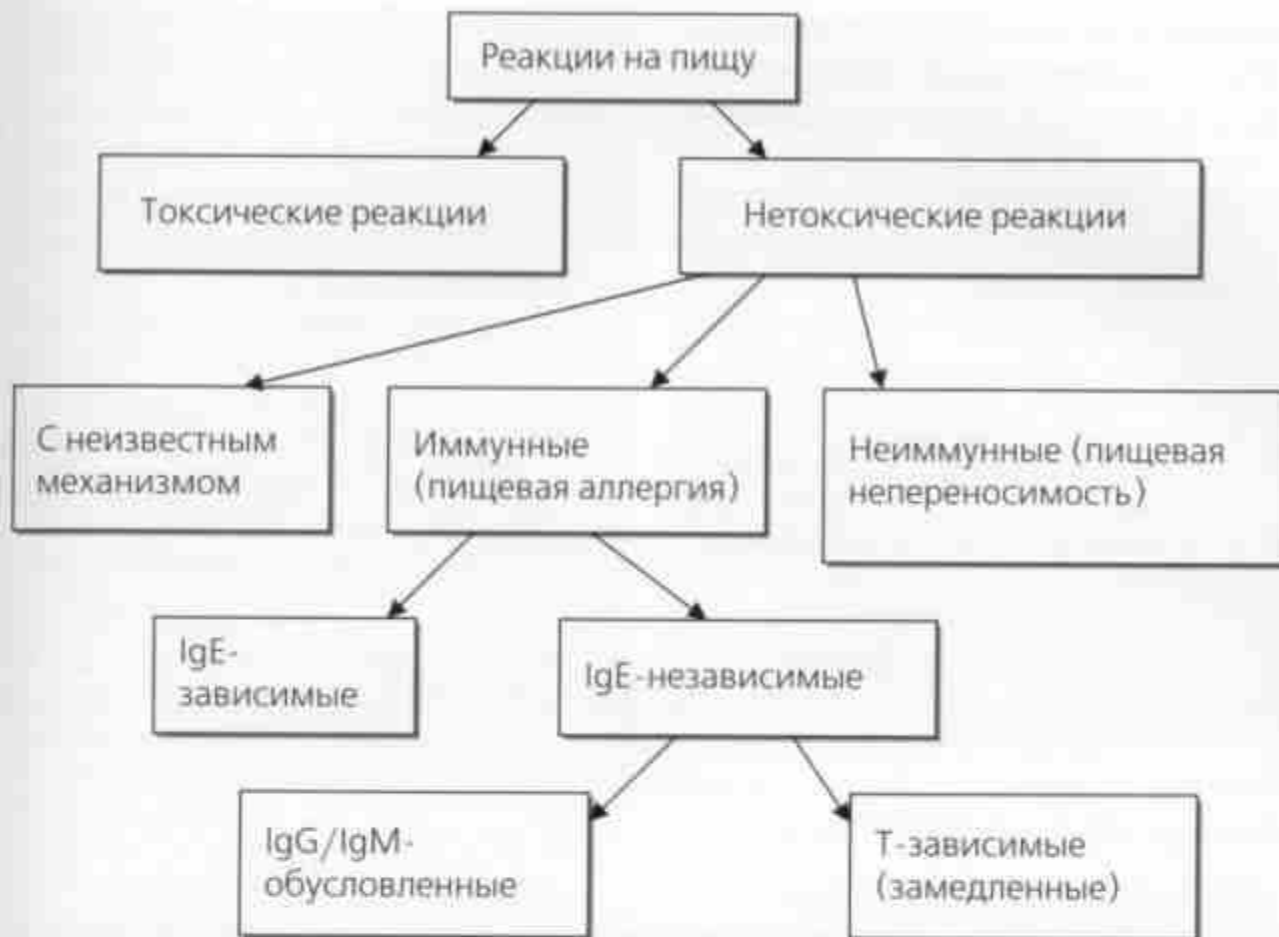 Реакции на пищу
Токсические реакции
Нетоксические реакции
С неизвестным
механизмом
Иммунные
(пищевая аллергия)
Неиммунные (пищевая
непереносимость)
IgE-
зависимые
IgE-независимые
IgG/IgM-
обусловленные
Т-зависимые
(замедленные)